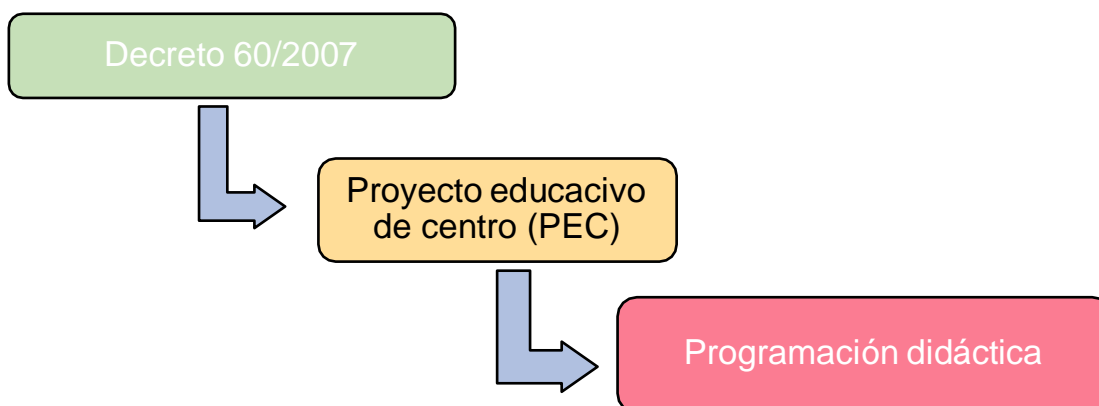 Decreto 60/2007
Proyecto educacivo
de centro (PEC)
Programación didáctica